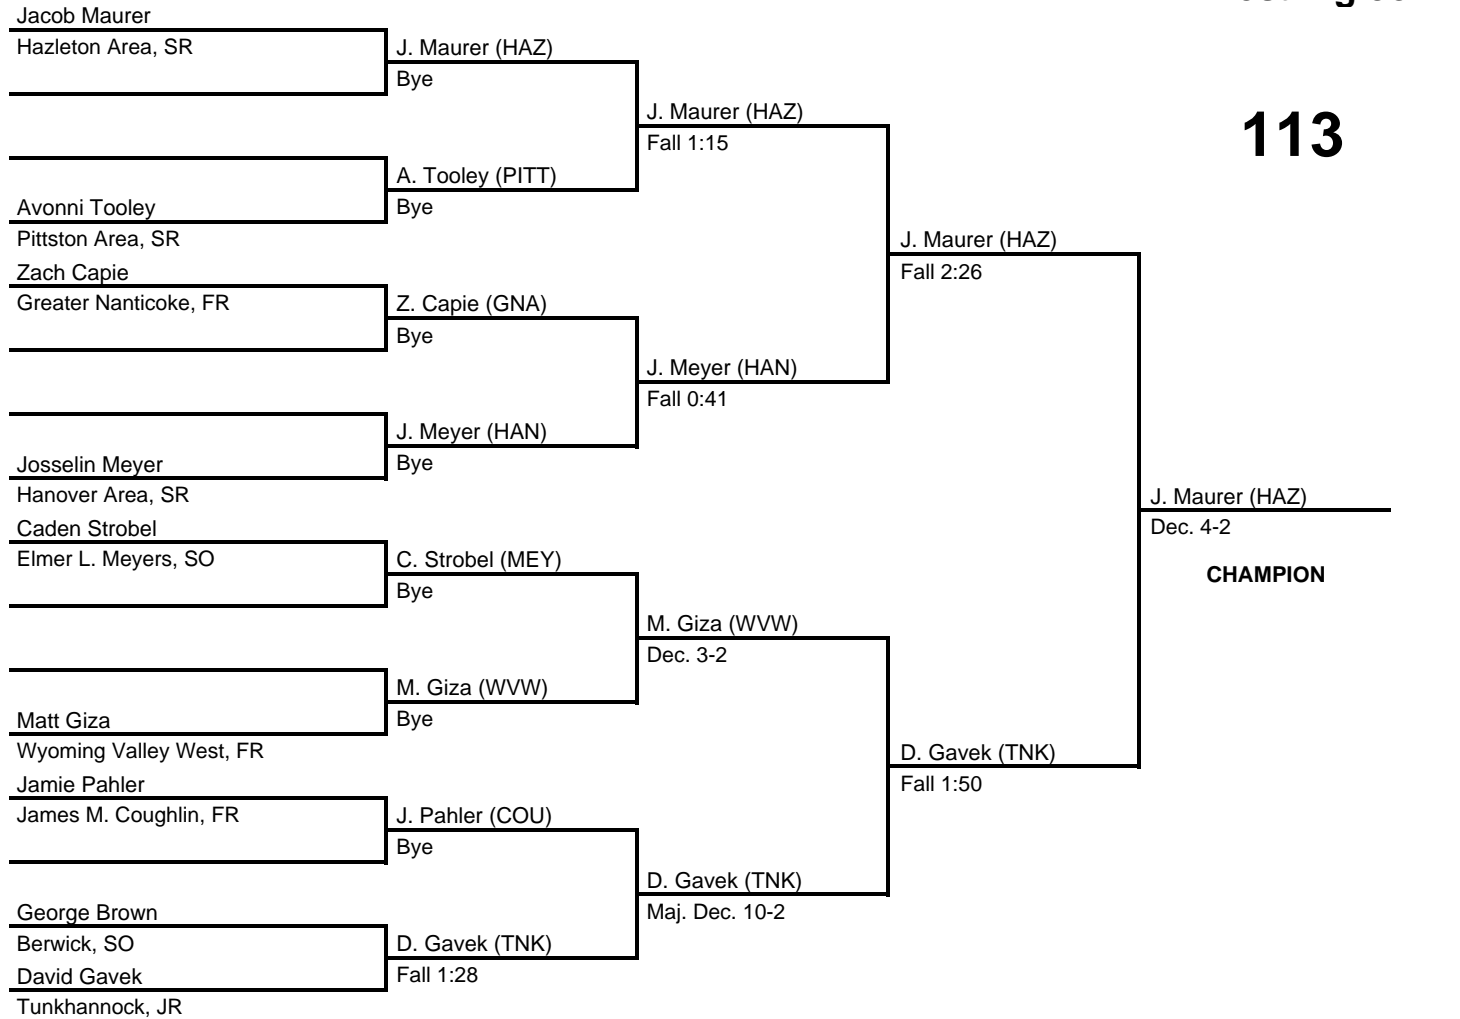 Jacob Maurer
Hazleton Area, SR
J. Maurer (HAZ)
Bye
J. Maurer (HAZ)
Fall 1:15
113
A. Tooley (PITT)
Bye
Avonni Tooley
Pittston Area, SR
J. Maurer (HAZ)
Fall 2:26
Zach Capie
Greater Nanticoke, FR
Z. Capie (GNA)
Bye
J. Meyer (HAN)
Fall 0:41
J. Meyer (HAN)
Bye
Josselin Meyer
Hanover Area, SR
J. Maurer (HAZ)
Dec. 4-2
CHAMPION
Caden Strobel
Elmer L. Meyers, SO
C. Strobel (MEY)
Bye
M. Giza (WVW)
Dec. 3-2
M. Giza (WVW)
Bye
Matt Giza
Wyoming Valley West, FR
D. Gavek (TNK)
Fall 1:50
Jamie Pahler
James M. Coughlin, FR
J. Pahler (COU)
Bye
D. Gavek (TNK)
Maj. Dec. 10-2
George Brown
Berwick, SO
D. Gavek (TNK)
Fall 1:28
David Gavek
Tunkhannock, JR